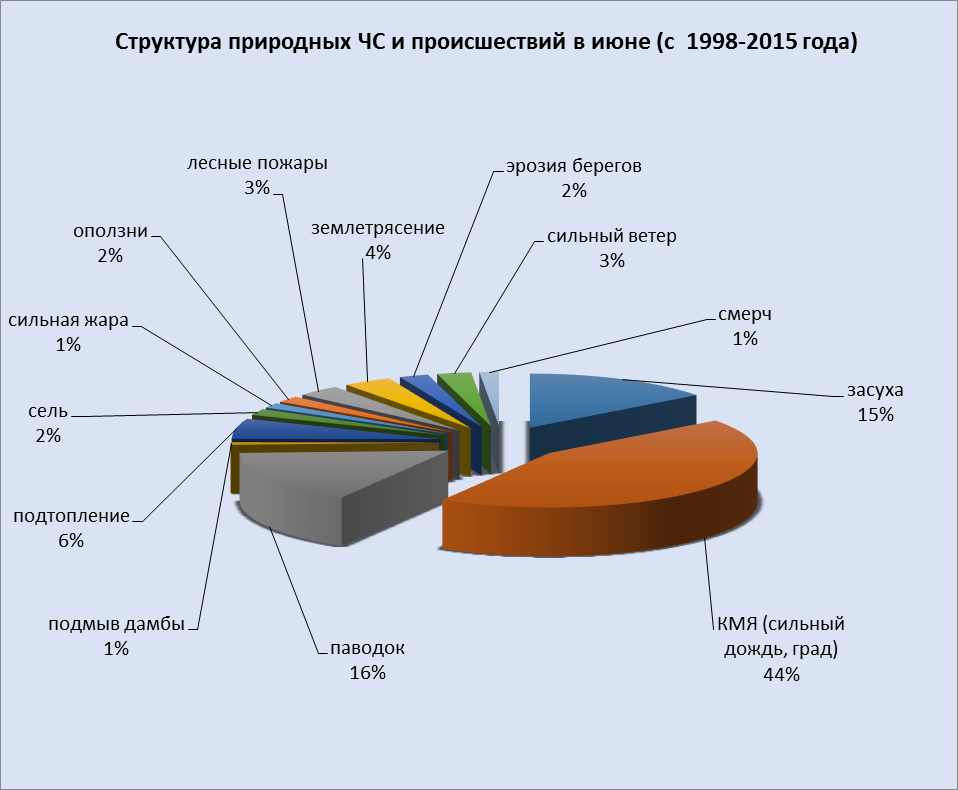 Структура природных ЧС и происшествий в июне (с  1998-2015 года)
лесные пожары
3%
эрозия берегов
2%
оползни
2%
землетрясение
4%
сильный ветер
3%
сильная жара
1%
смерч
1%
засуха
15%
сель
2%
подтопление
6%
подмыв дамбы
1%
паводок
16%
КМЯ (сильный
дождь, град)
44%